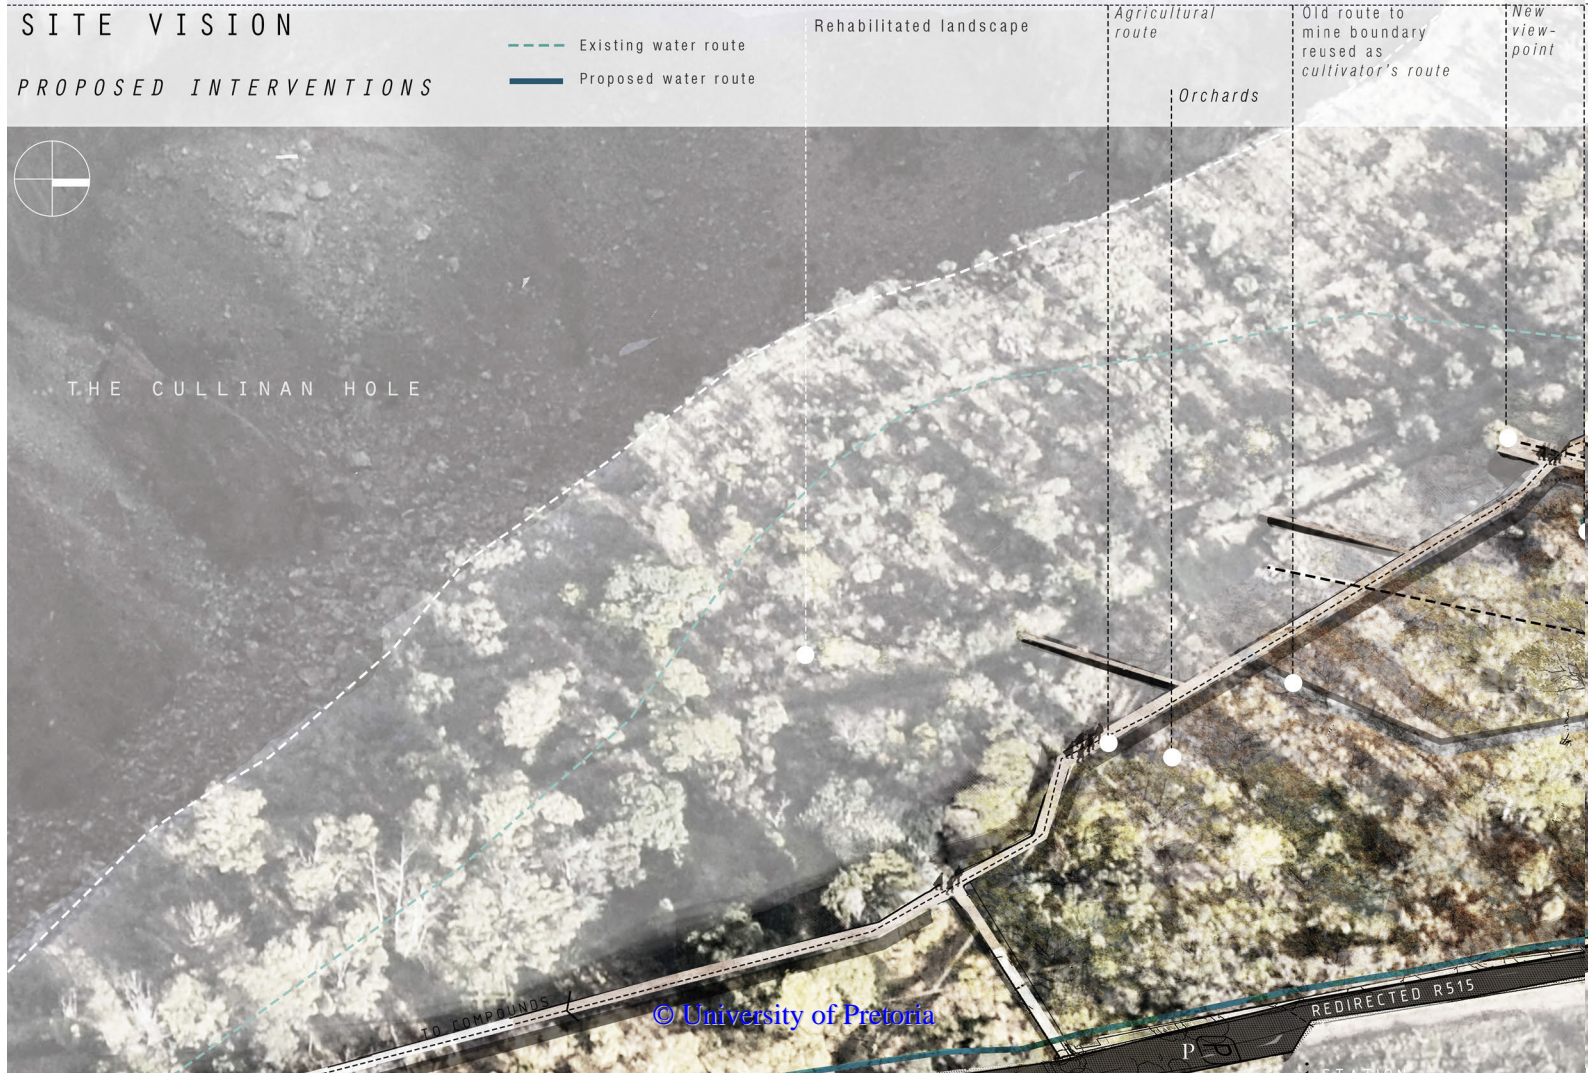 SITE VISION
PROPOSED INTERVENTIONS
Existing water route
Proposed water route
Rehabilitated landscape
Agricultural
route
Orchards
Old route to
mine boundary
reused as
cultivator's route
New
view-
point
THE CULLINAN HOLE
TO COMPOUNDS
© University of Pretoria
REDIRECTED R515
P